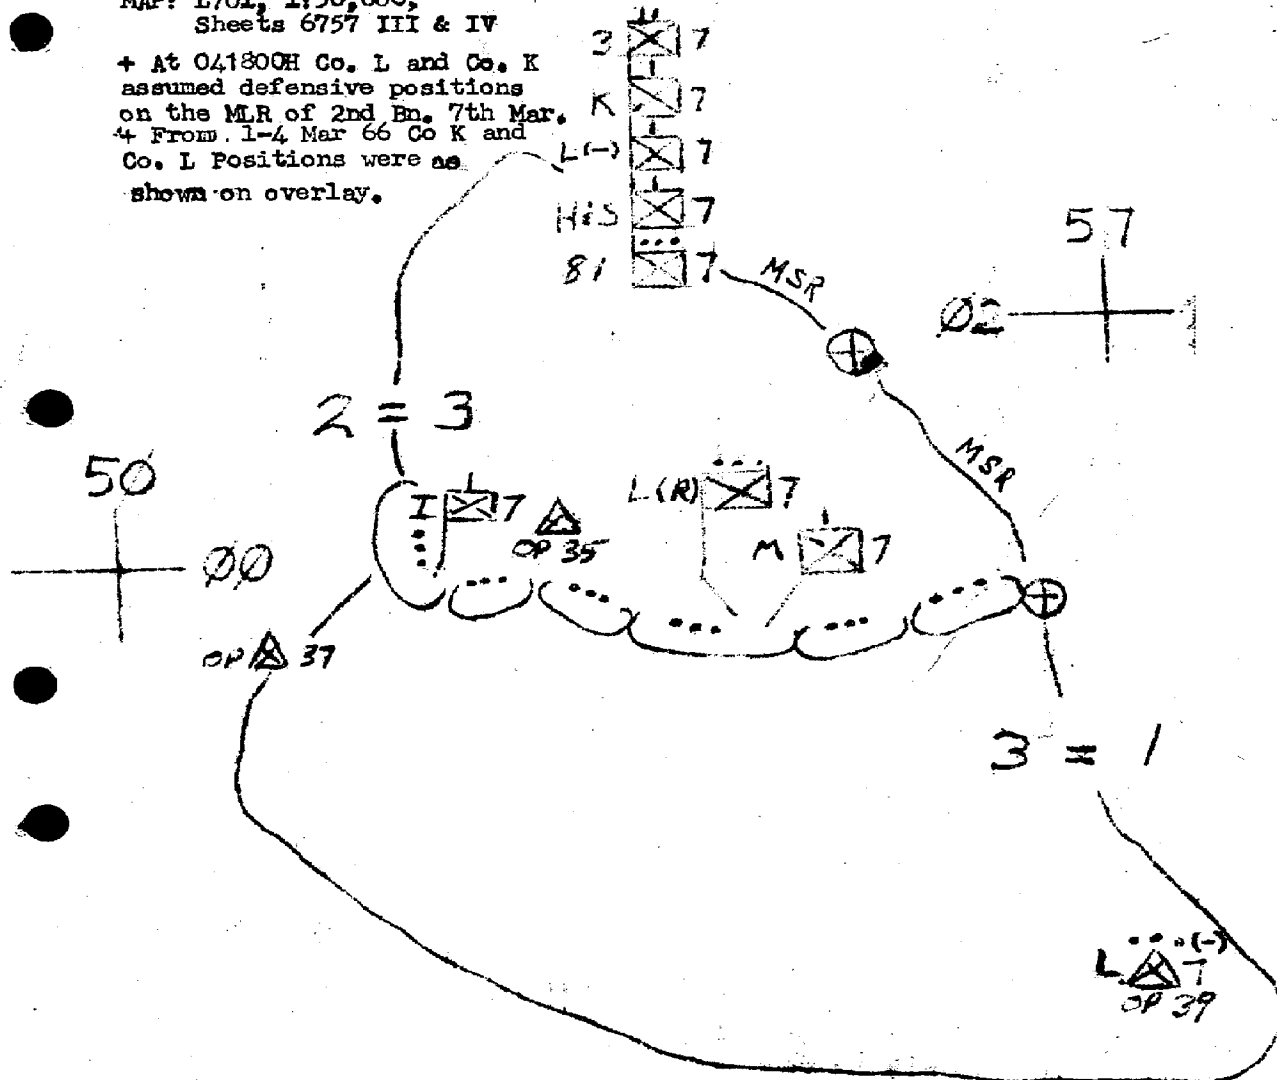 Sheets 6757 III & IV
+ At 041800H Co. L and Co. K
assumed defensive positions
on the MLR of 2nd Bn. 7th Mar.
+ From. 1-4 Mar 66 Co K and
Co. L Positions were as
shown on overlay.
3 7
K 7
L(-) 7
H&S 7
81 7
MSR
57
Ø2
2 = 3
MSR
50
ØØ
I 7
OP 35
L(R) 7
M 7
OP 37
3 = 1
(-)
L 7
OP 39